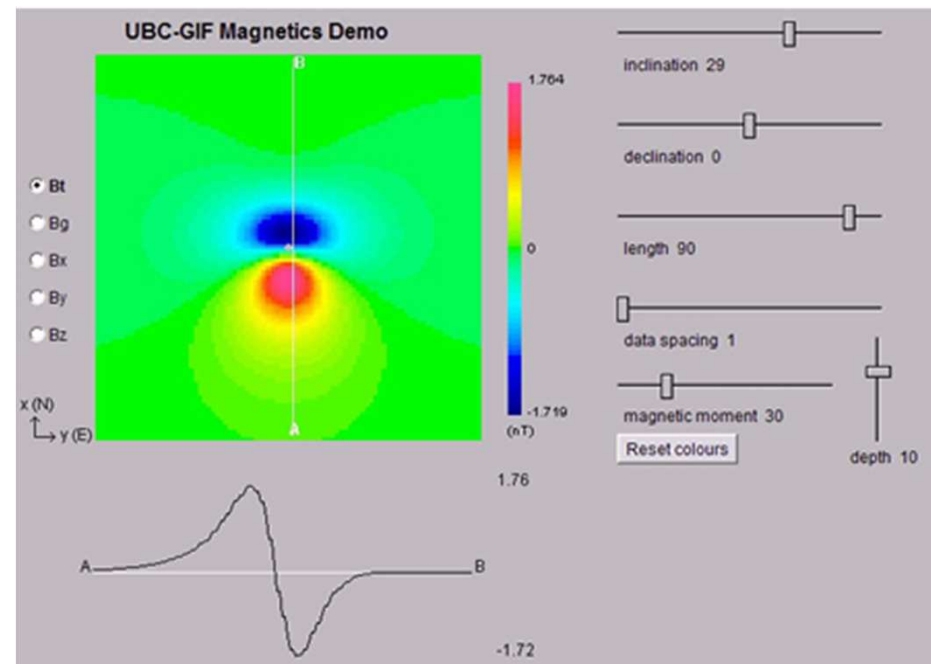 UBC-GIF Magnetics Demo
B
1.764
0
-1.719
(nT)
Bt
Bg
Bx
By
Bz
x (N)
y (E)
A
inclination 29
declination 0
length 90
data spacing 1
magnetic moment 30
Reset colours
depth 10
1.76
A
B
-1.72